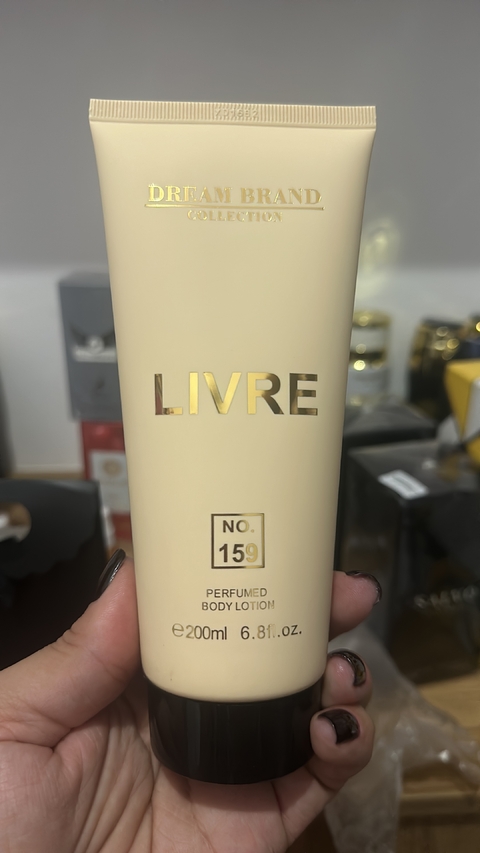 DREAM BRAND
COLLECTION
LIVRE
NO.
159
PERFUMED
BODY LOTION
℮200ml 6.8fl.oz.